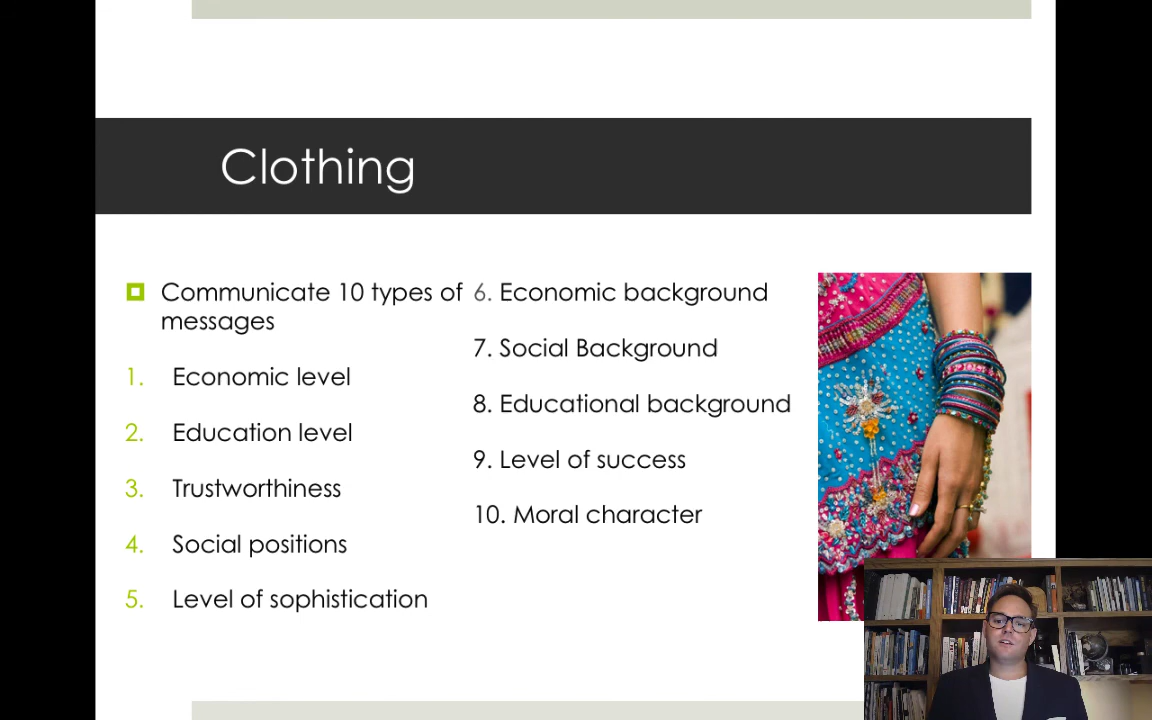 Clothing
Communicate 10 types of
messages
1. Economic level
2. Education level
3. Trustworthiness
4. Social positions
5. Level of sophistication
6. Economic background
7. Social Background
8. Educational background
9. Level of success
10. Moral character